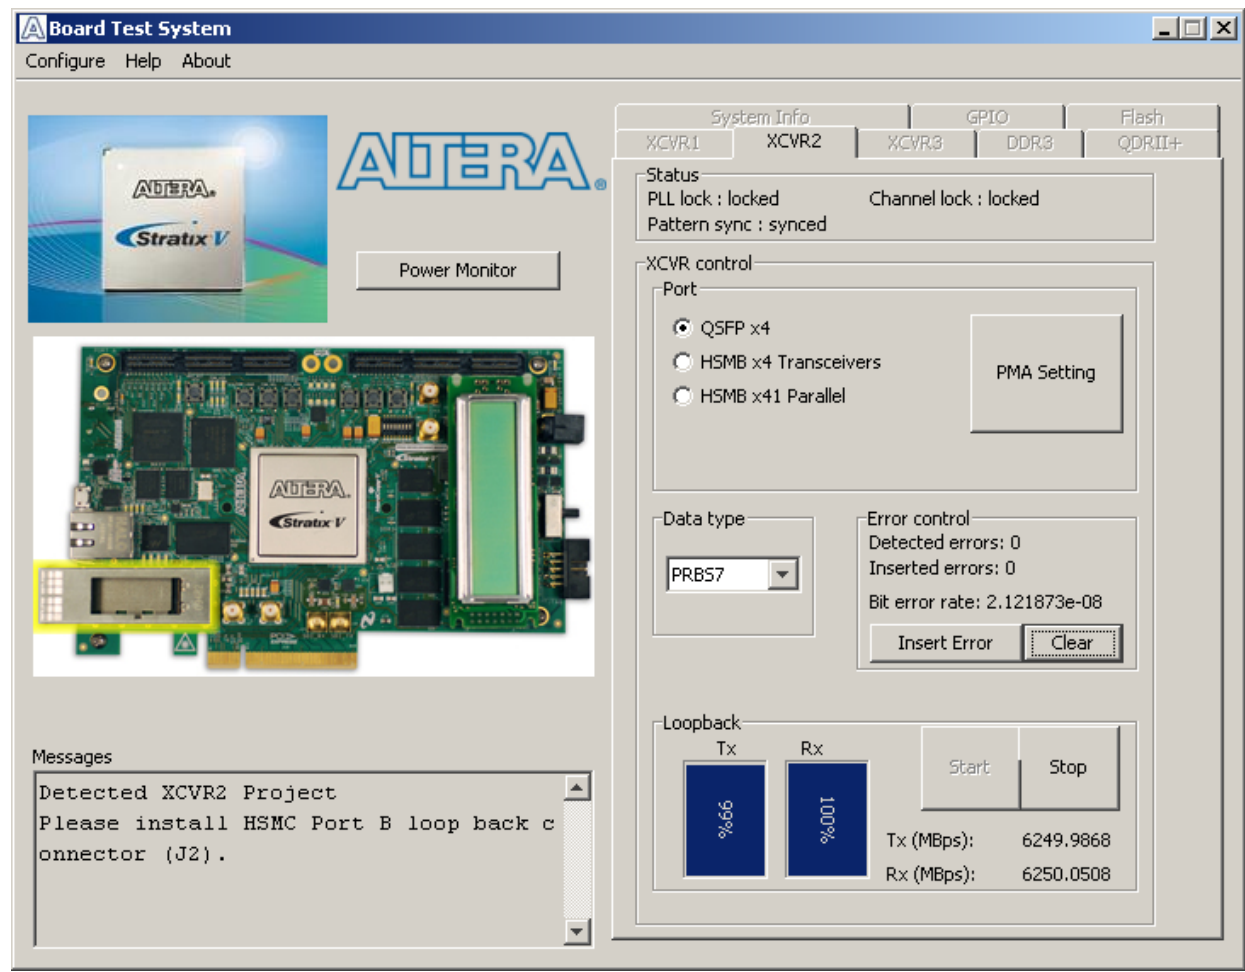 Board Test System
Configure Help About
System Info GPIO Flash
XCVR1 XCVR2 XCVR3 DDR3 QDRII+
ALTERA.
Stratix V
ALTERA®
Power Monitor
Status
PLL lock : locked Channel lock : locked
Pattern sync : synced
XCVR control
Port
QSFP x4
HSMB x4 Transceivers
HSMB x41 Parallel
PMA Setting
ALTERA.
Stratix V
Data type
PRBS7
Error control
Detected errors: 0
Inserted errors: 0
Bit error rate: 2.121873e-08
Insert Error Clear
Loopback
Tx Rx
99% 100%
Start Stop
Tx (MBps): 6249.9868
Rx (MBps): 6250.0508
Messages
Detected XCVR2 Project
Please install HSMC Port B loop back c
onnector (J2).